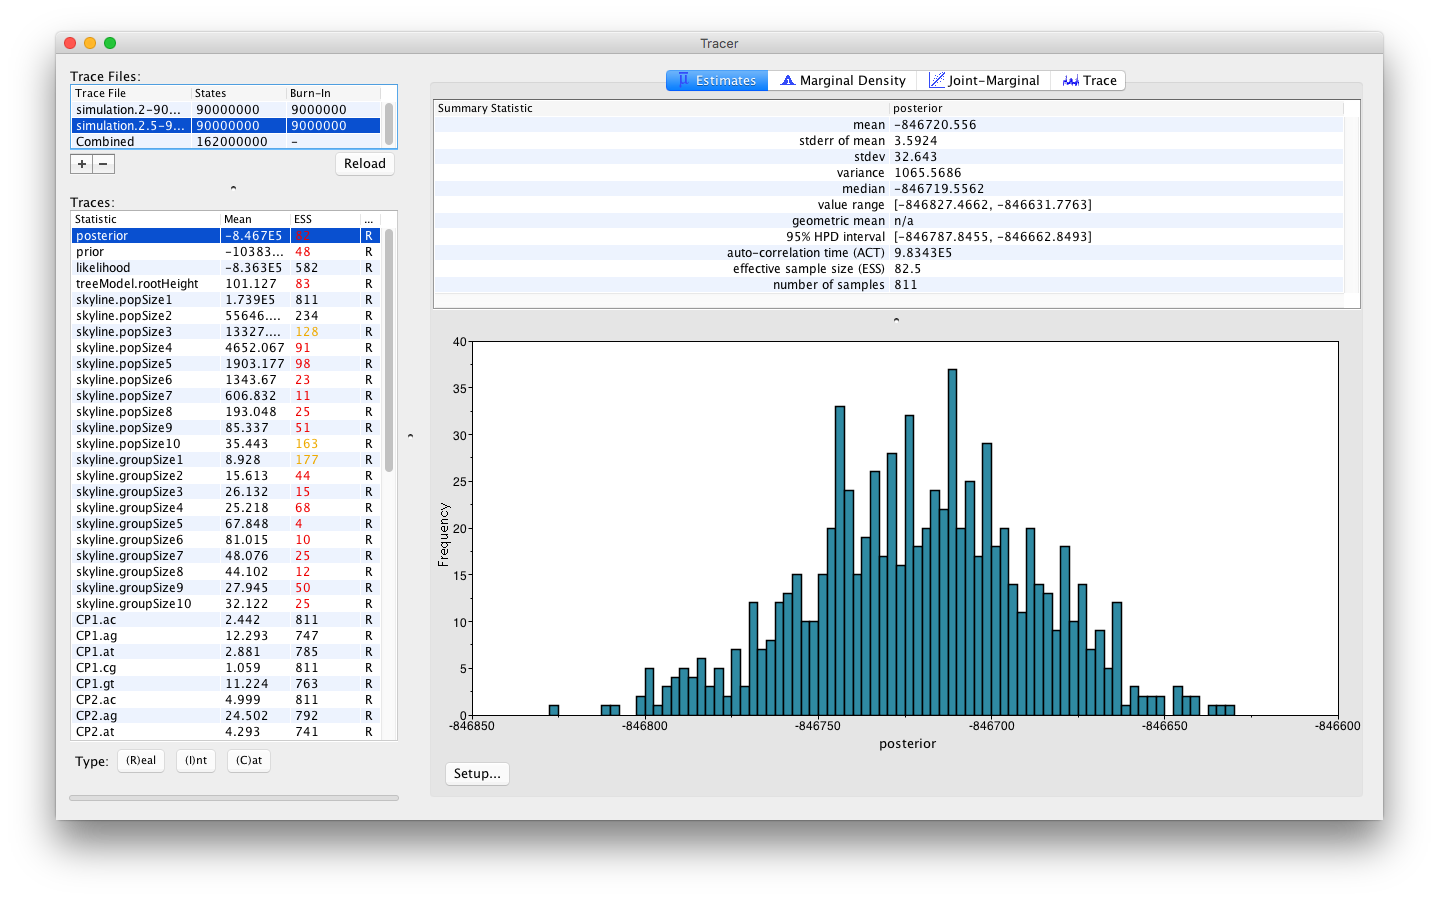 Tracer
Trace Files:
Trace File States Burn-In
simulation.2-90... 90000000 9000000
simulation.2.5-9... 90000000 9000000
Combined 162000000 -
+ -
Reload
Traces:
Statistic Mean ESS ...
posterior -8.467E5 R
prior -10383... 48 R
likelihood -8.363E5 582 R
treeModel.rootHeight 101.127 83 R
skyline.popSize1 1.739E5 811 R
skyline.popSize2 55646.... 234 R
skyline.popSize3 13327.... 128 R
skyline.popSize4 4652.067 91 R
skyline.popSize5 1903.177 98 R
skyline.popSize6 1343.67 23 R
skyline.popSize7 606.832 11 R
skyline.popSize8 193.048 25 R
skyline.popSize9 85.337 51 R
skyline.popSize10 35.443 163 R
skyline.groupSize1 8.928 177 R
skyline.groupSize2 15.613 44 R
skyline.groupSize3 26.132 15 R
skyline.groupSize4 25.218 68 R
skyline.groupSize5 67.848 4 R
skyline.groupSize6 81.015 10 R
skyline.groupSize7 48.076 25 R
skyline.groupSize8 44.102 12 R
skyline.groupSize9 27.945 50 R
skyline.groupSize10 32.122 25 R
CP1.ac 2.442 811 R
CP1.ag 12.293 747 R
CP1.at 2.881 785 R
CP1.cg 1.059 811 R
CP1.gt 11.224 763 R
CP2.ac 4.999 811 R
CP2.ag 24.502 792 R
CP2.at 4.293 741 R
Type: (R)eal (I)nt (C)at
Estimates Marginal Density Joint-Marginal Trace
Summary Statistic posterior
mean -846720.556
stderr of mean 3.5924
stdev 32.643
variance 1065.5686
median -846719.5562
value range [-846827.4662, -846631.7763]
geometric mean n/a
95% HPD interval [-846787.8455, -846662.8493]
auto-correlation time (ACT) 9.8343E5
effective sample size (ESS) 82.5
number of samples 811
40
35
30
25
20
15
10
5
0
Frequency
-846850 -846800 -846750 -846700 -846650 -846600
posterior
Setup...